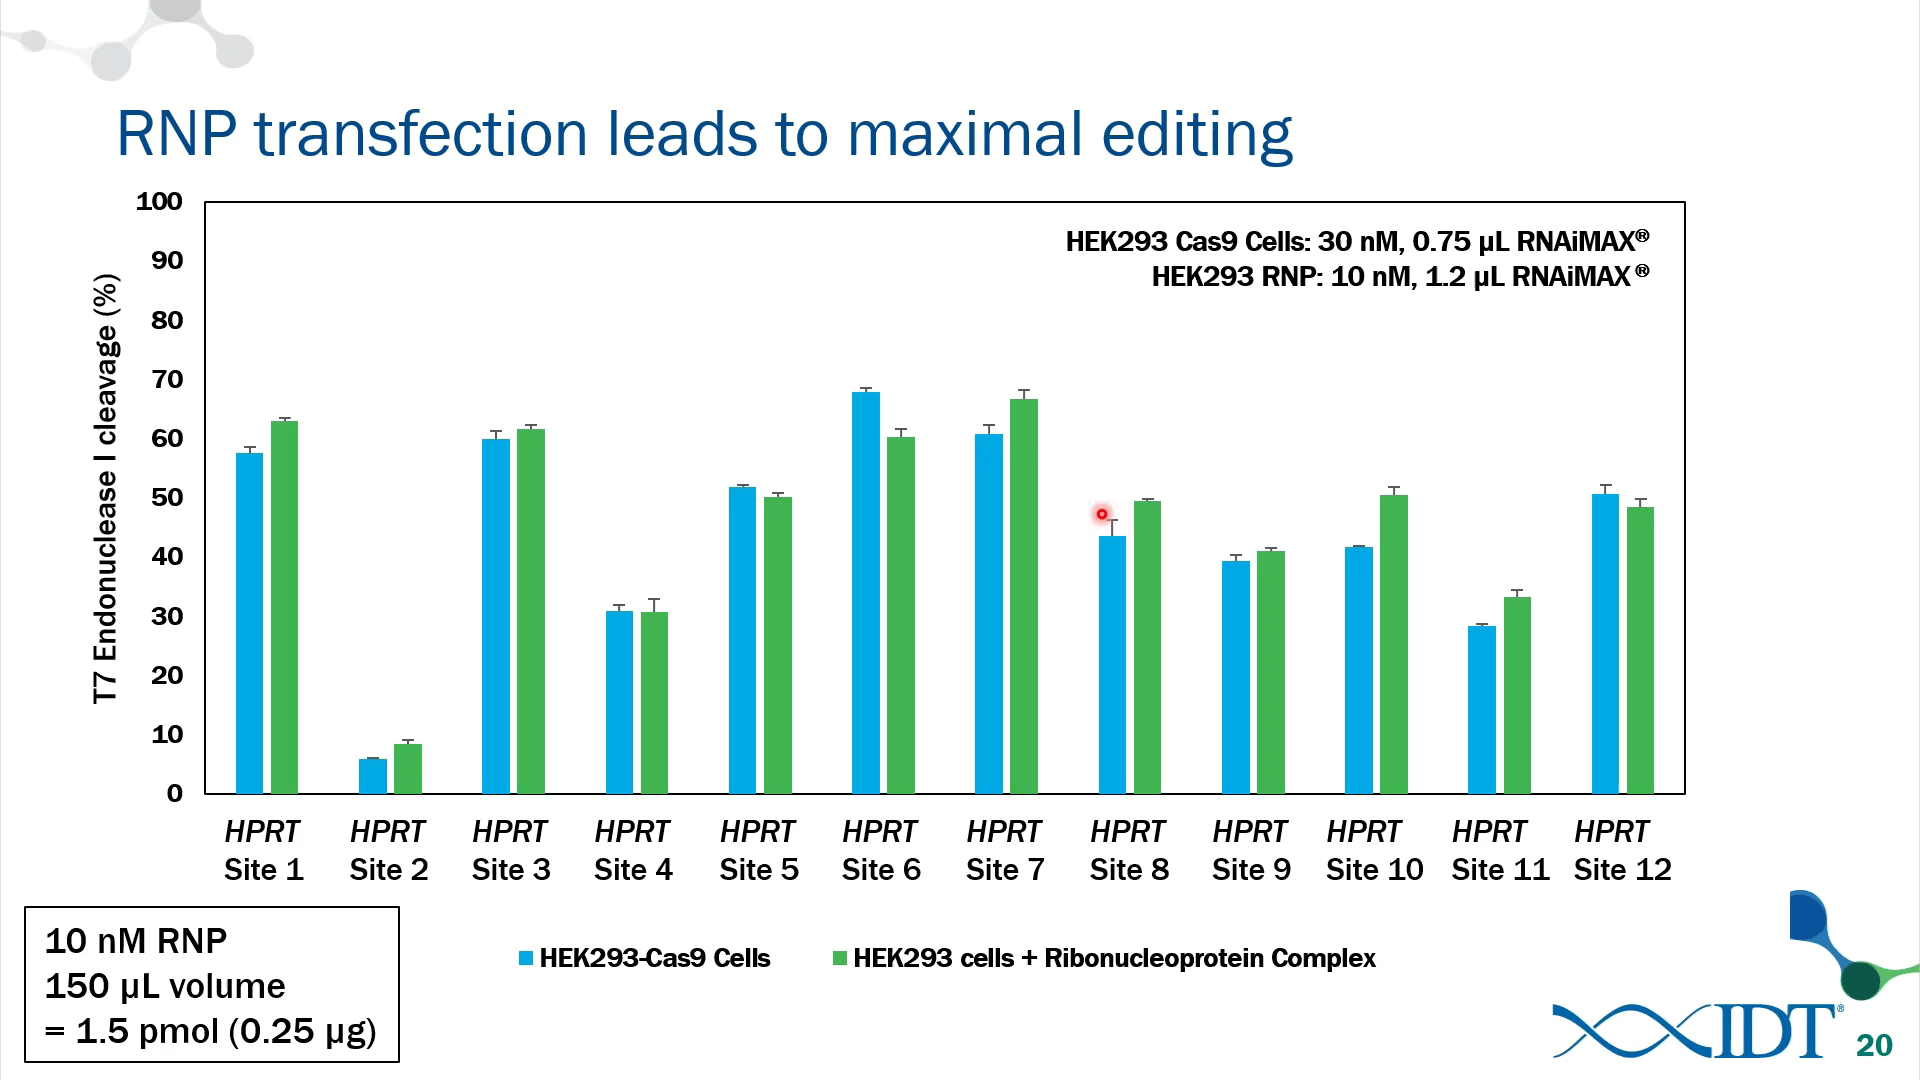 RNP transfection leads to maximal editing
T7 Endonuclease I cleavage (%)
100
90
80
70
60
50
40
30
20
10
0
HEK293 Cas9 Cells: 30 nM, 0.75 µL RNAiMAX®
HEK293 RNP: 10 nM, 1.2 µL RNAiMAX ®
HPRT HPRT HPRT HPRT HPRT HPRT HPRT HPRT HPRT HPRT HPRT HPRT
Site 1 Site 2 Site 3 Site 4 Site 5 Site 6 Site 7 Site 8 Site 9 Site 10 Site 11 Site 12
HEK293-Cas9 Cells HEK293 cells + Ribonucleoprotein Complex
10 nM RNP
150 µL volume
= 1.5 pmol (0.25 µg)
IDT®
20